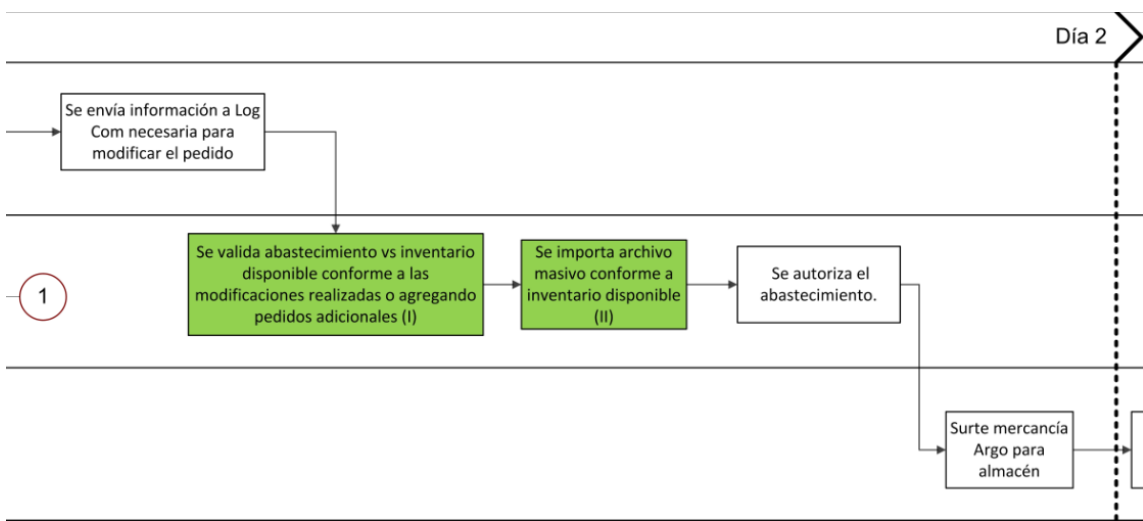 Día 2
Se envía información a Log
Com necesaria para
modificar el pedido
1
Se valida abastecimiento vs inventario
disponible conforme a las
modificaciones realizadas o agregando
pedidos adicionales (I)
Se importa archivo
masivo conforme a
inventario disponible
(II)
Se autoriza el
abastecimiento.
Surte mercancía
Argo para
almacén